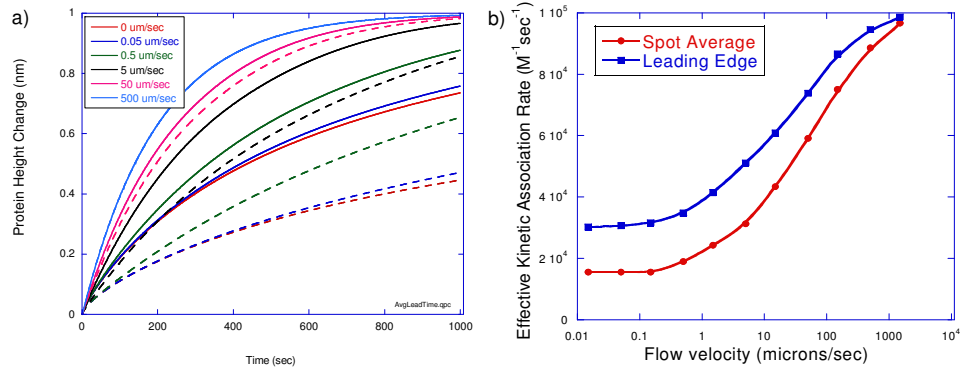 a)
Protein Height Change (nm)
1
0.8
0.6
0.4
0.2
0
0 um/sec
0.05 um/sec
0.5 um/sec
5 um/sec
50 um/sec
500 um/sec
AvgLeadTime.qpc
0 200 400 600 800 1000
Time (sec)
b)
Effective Kinetic Association Rate (M⁻¹ sec⁻¹)
1 10⁵
8 10⁴
6 10⁴
4 10⁴
2 10⁴
0
Spot Average
Leading Edge
0.01 0.1 1 10 100 1000 10⁴
Flow velocity (microns/sec)